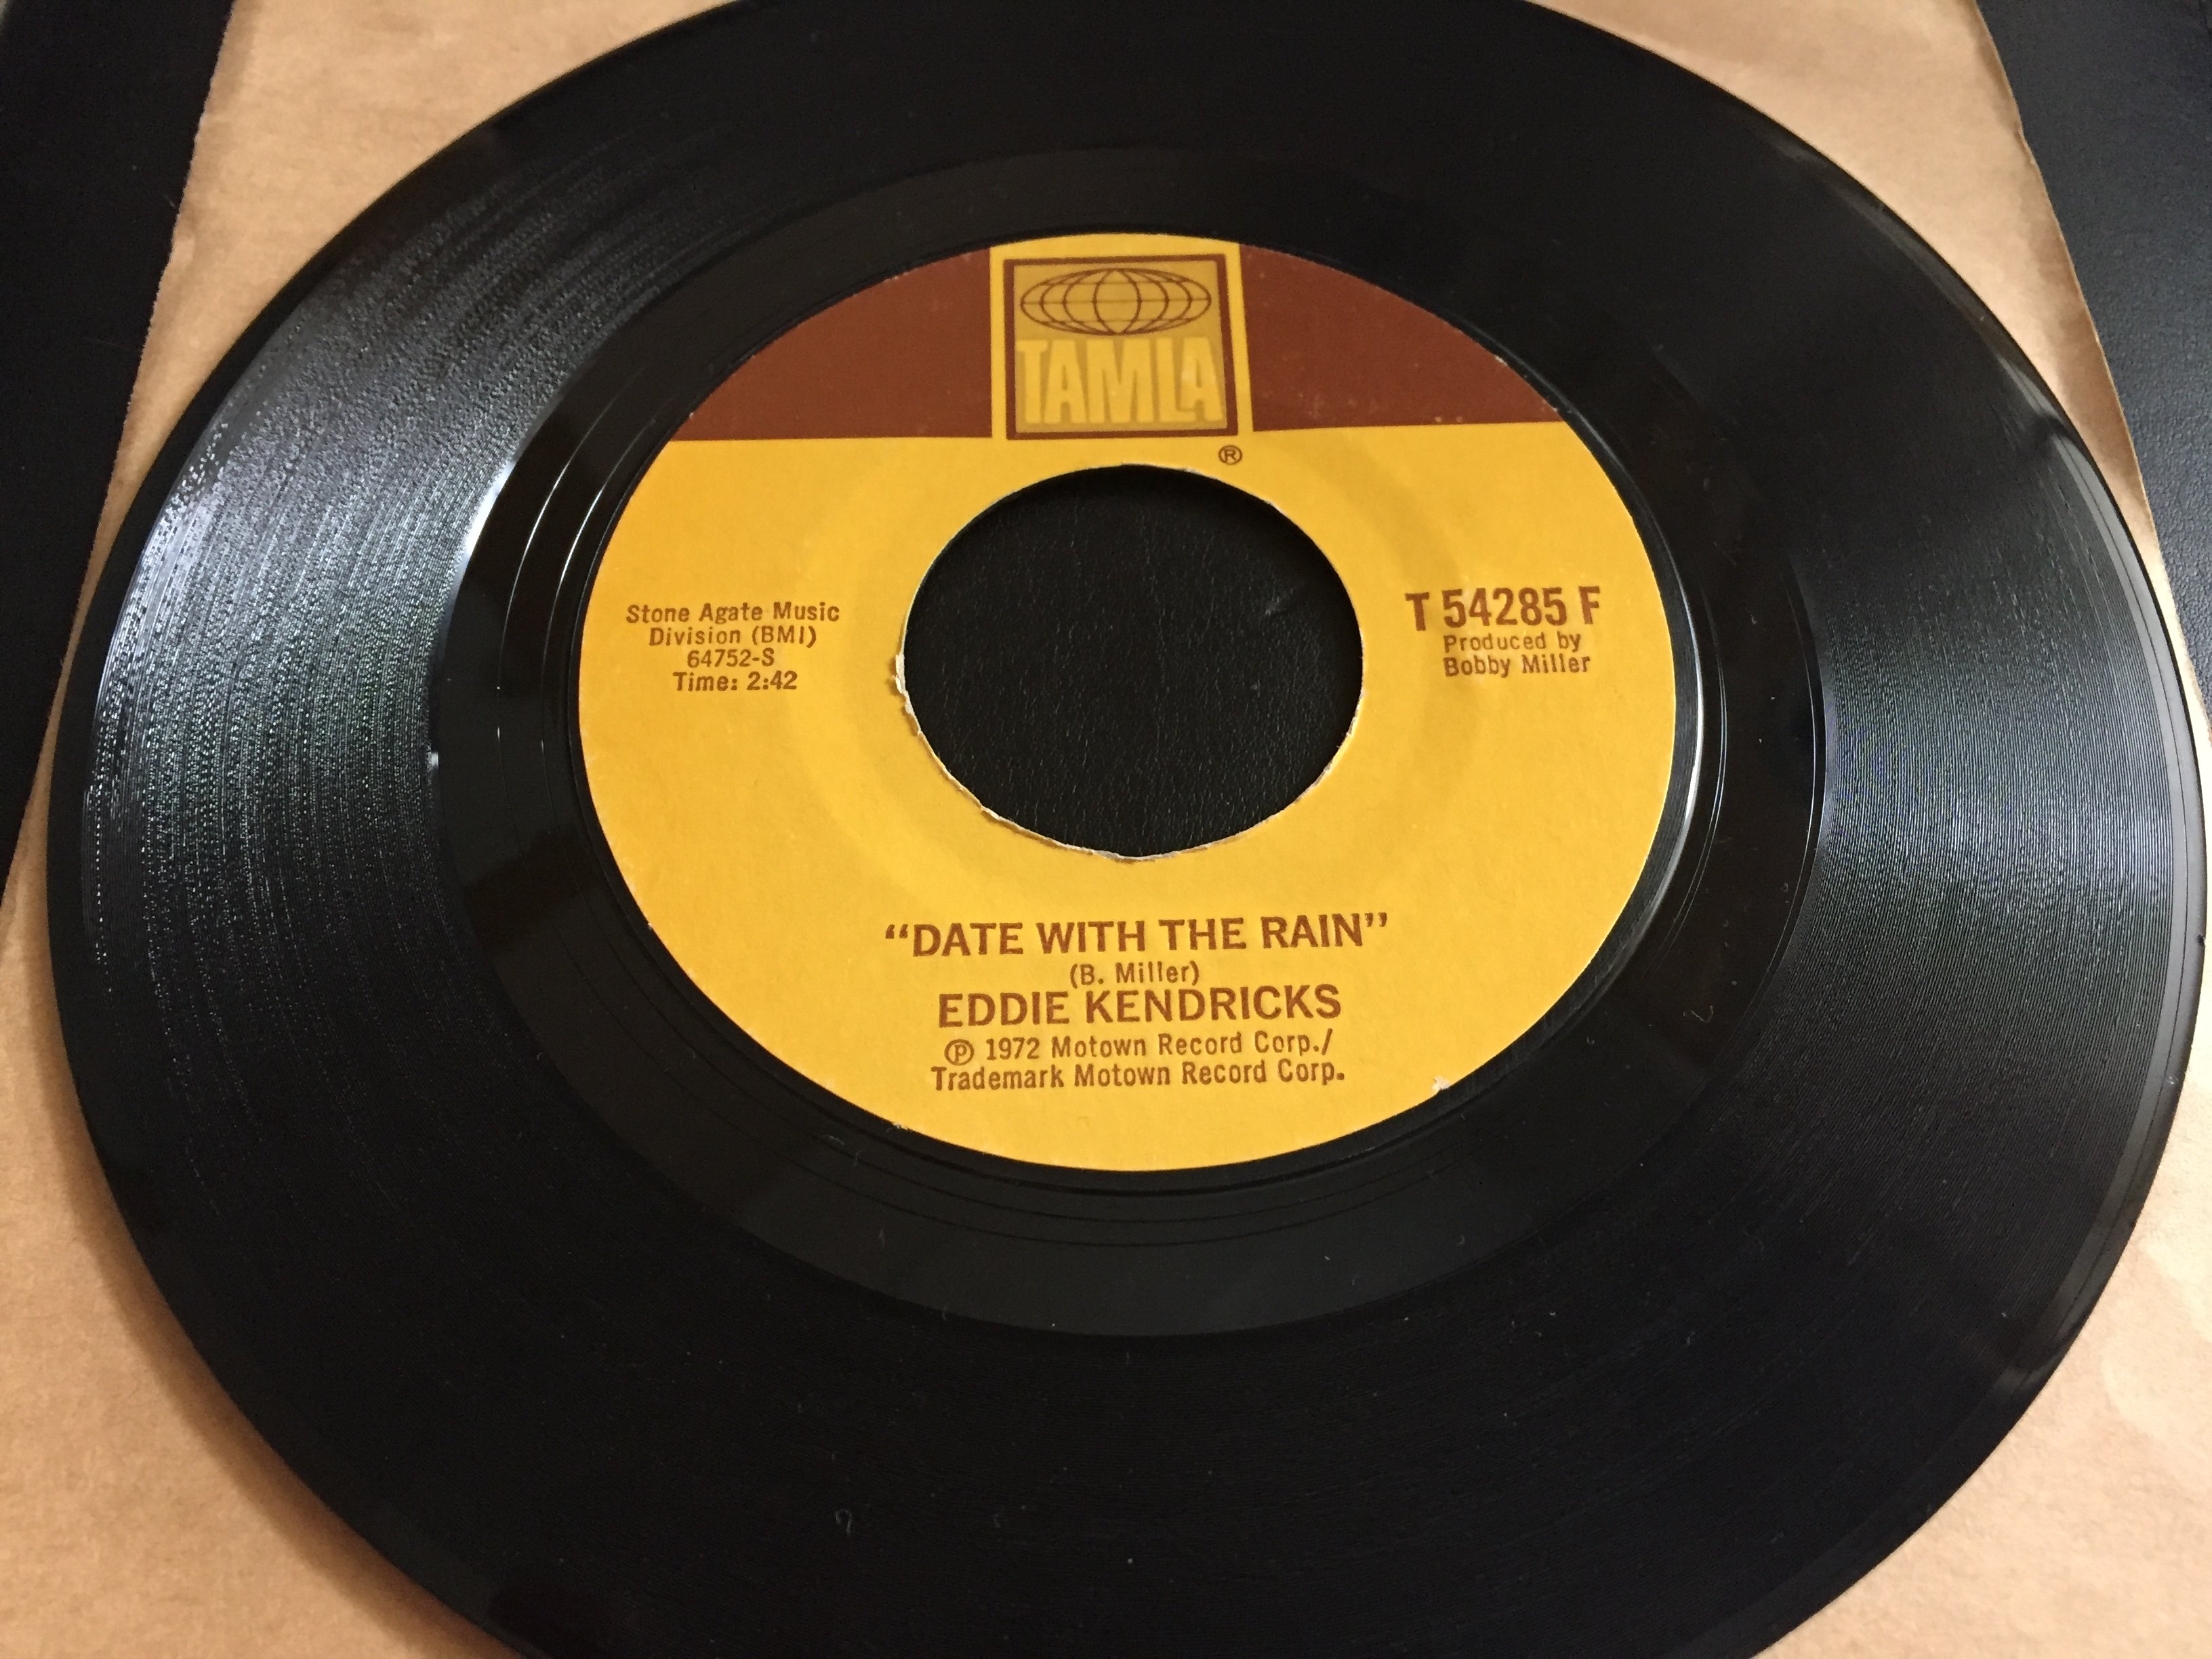 TAMLA
®
Stone Agate Music
Division (BMI)
64752-S
Time: 2:42
T 54285 F
Produced by
Bobby Miller
“DATE WITH THE RAIN”
(B. Miller)
EDDIE KENDRICKS
℗ 1972 Motown Record Corp./
Trademark Motown Record Corp.